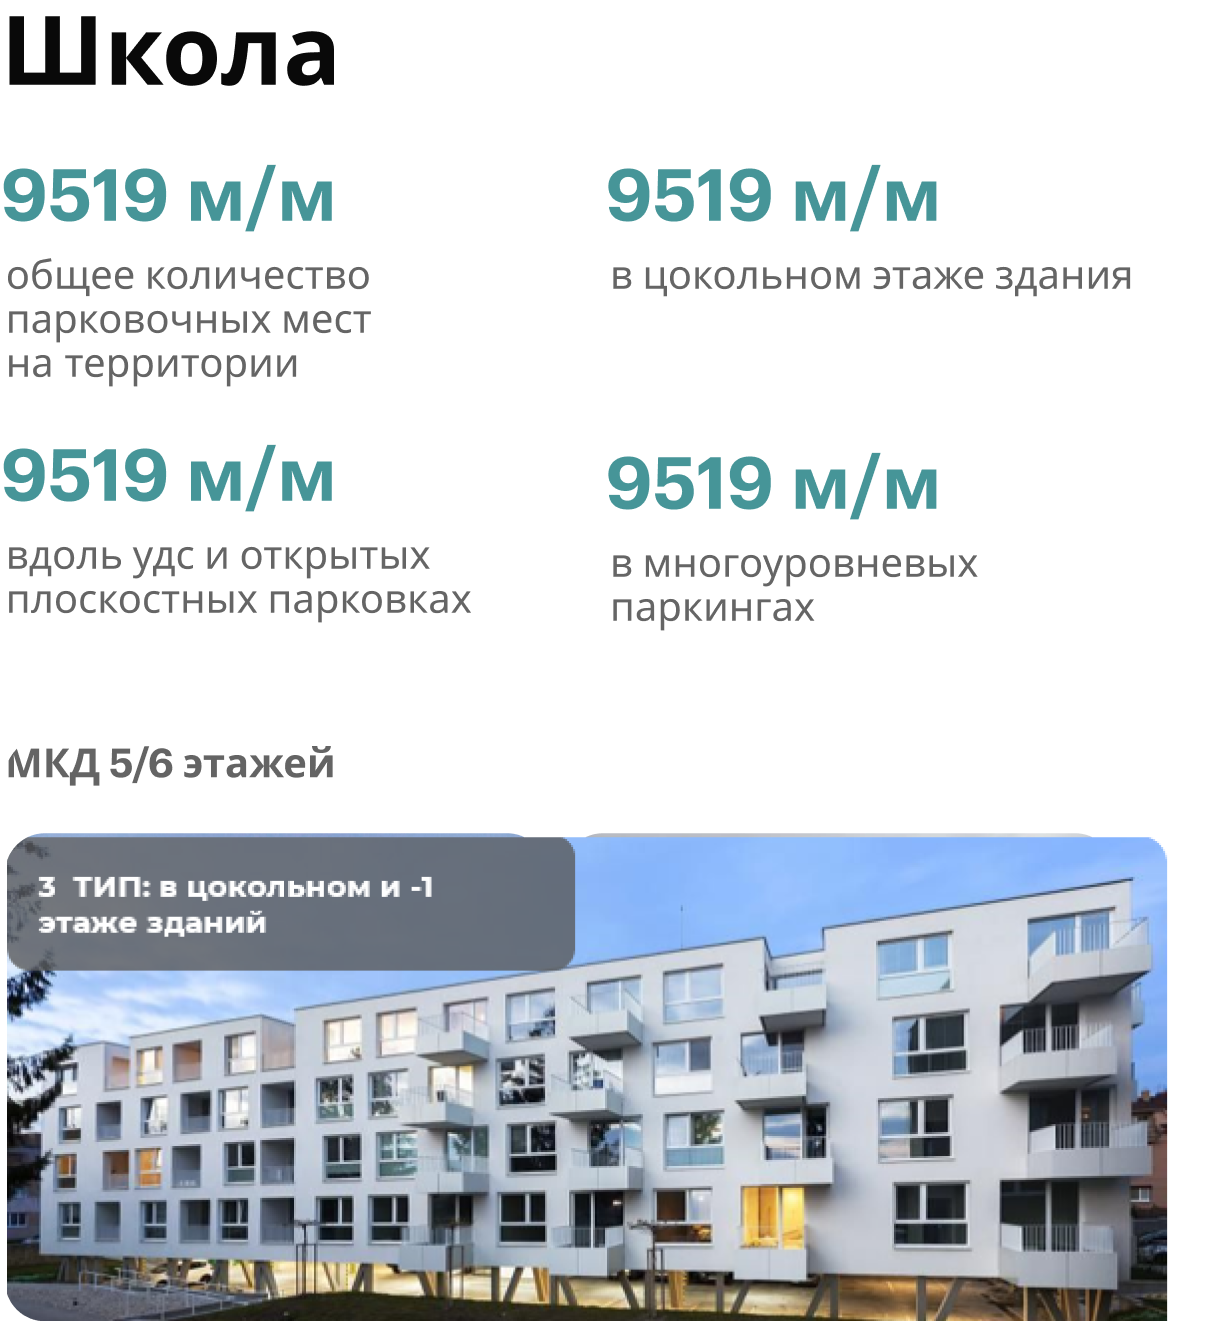 Школа
9519 м/м
общее количество
парковочных мест
на территории
9519 м/м
в цокольном этаже здания
9519 м/м
вдоль удс и открытых
плоскостных парковках
9519 м/м
в многоуровневых
паркингах
МКД 5/6 этажей
3 ТИП: в цокольном и -1
этаже зданий